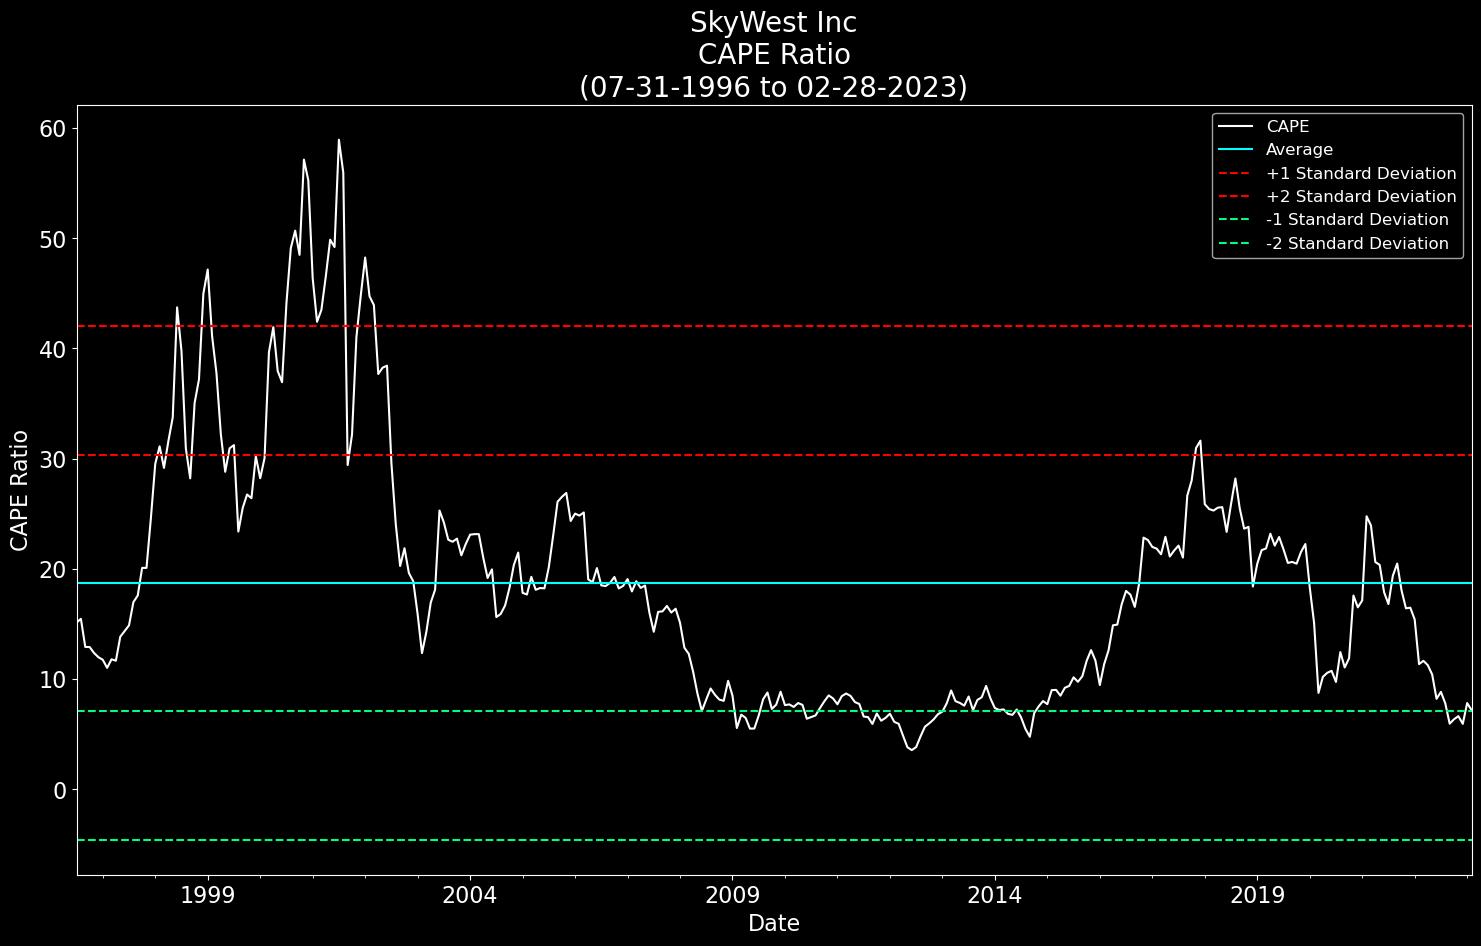 SkyWest Inc
CAPE Ratio
(07-31-1996 to 02-28-2023)
CAPE
Average
+1 Standard Deviation
+2 Standard Deviation
-1 Standard Deviation
-2 Standard Deviation
CAPE Ratio
60
50
40
30
20
10
0
1999 2004 2009 2014 2019
Date